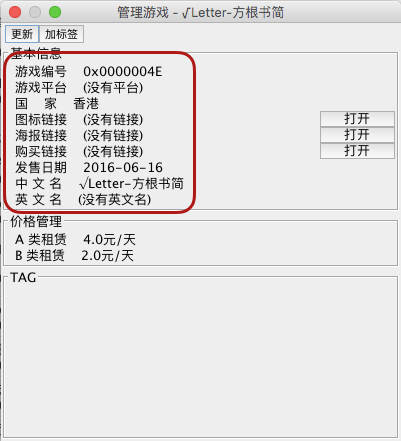 管理游戏 - √Letter-方根书简
更新 加标签
基本信息
游戏编号 0x0000004E
游戏平台 (没有平台)
国 家 香港
图标链接 (没有链接) 打开
海报链接 (没有链接) 打开
购买链接 (没有链接) 打开
发售日期 2016-06-16
中 文 名 √Letter-方根书简
英 文 名 (没有英文名)
价格管理
A 类租赁 4.0元/天
B 类租赁 2.0元/天
TAG